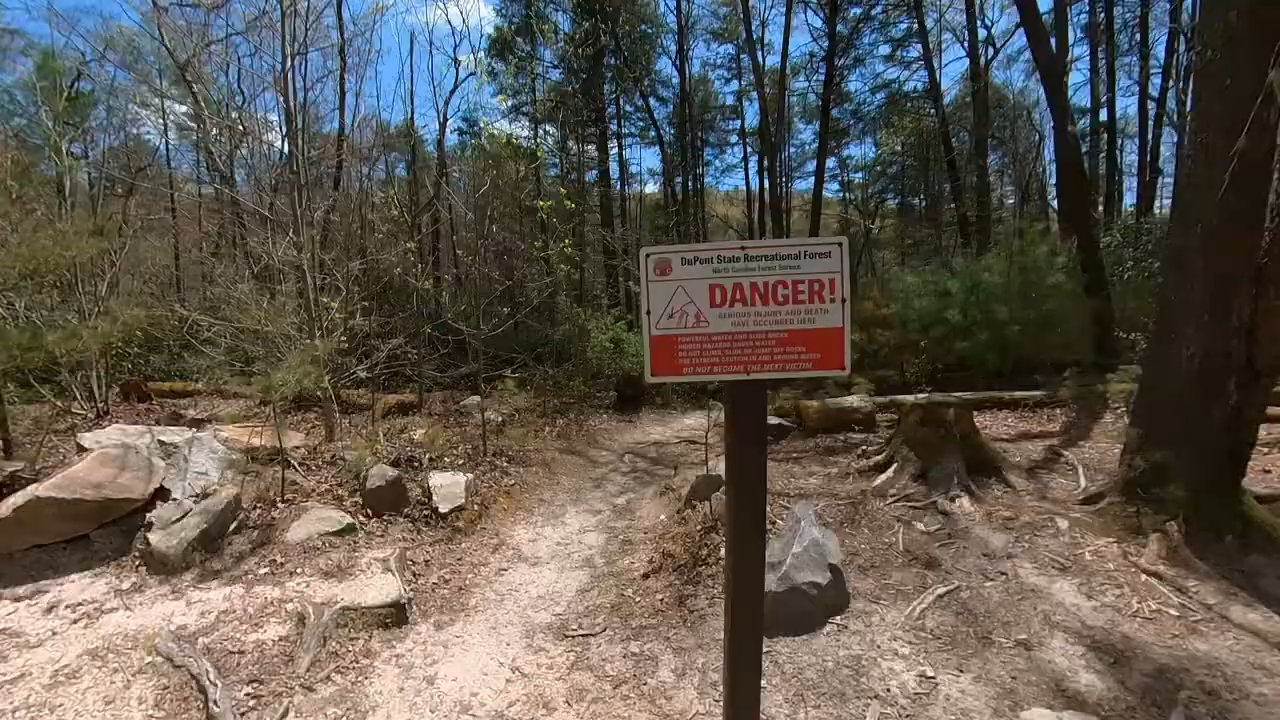 DuPont State Recreational Forest
North Carolina Forest Service
DANGER!
SERIOUS INJURY AND DEATH
HAVE OCCURRED HERE
• POWERFUL WATER AND SLICK ROCKS
• HIDDEN HAZARDS UNDER WATER
• DO NOT CLIMB, SLIDE OR JUMP OFF ROCKS
• USE EXTREME CAUTION IN AND AROUND WATER
DO NOT BECOME THE NEXT VICTIM